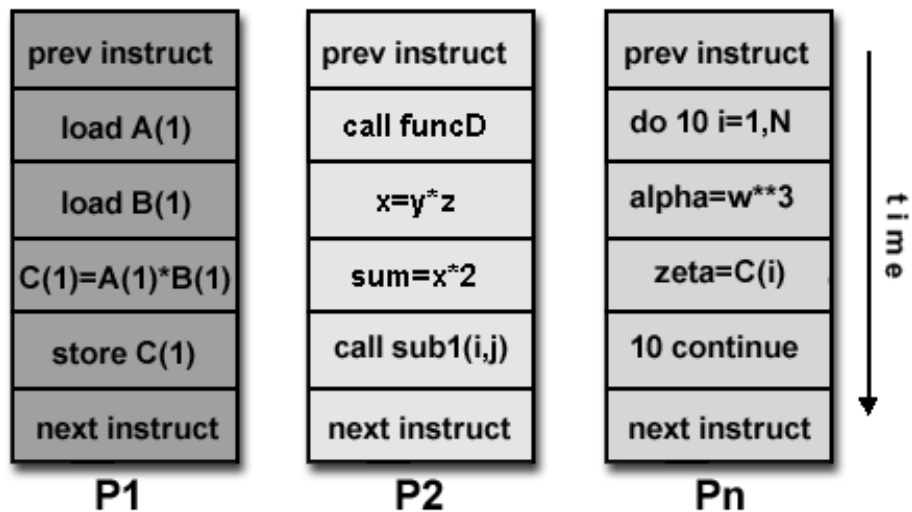 prev instruct
load A(1)
load B(1)
C(1)=A(1)*B(1)
store C(1)
next instruct
P1
prev instruct
call funcD
x=y*z
sum=x*2
call sub1(i,j)
next instruct
P2
prev instruct
do 10 i=1,N
alpha=w**3
zeta=C(i)
10 continue
next instruct
Pn
time